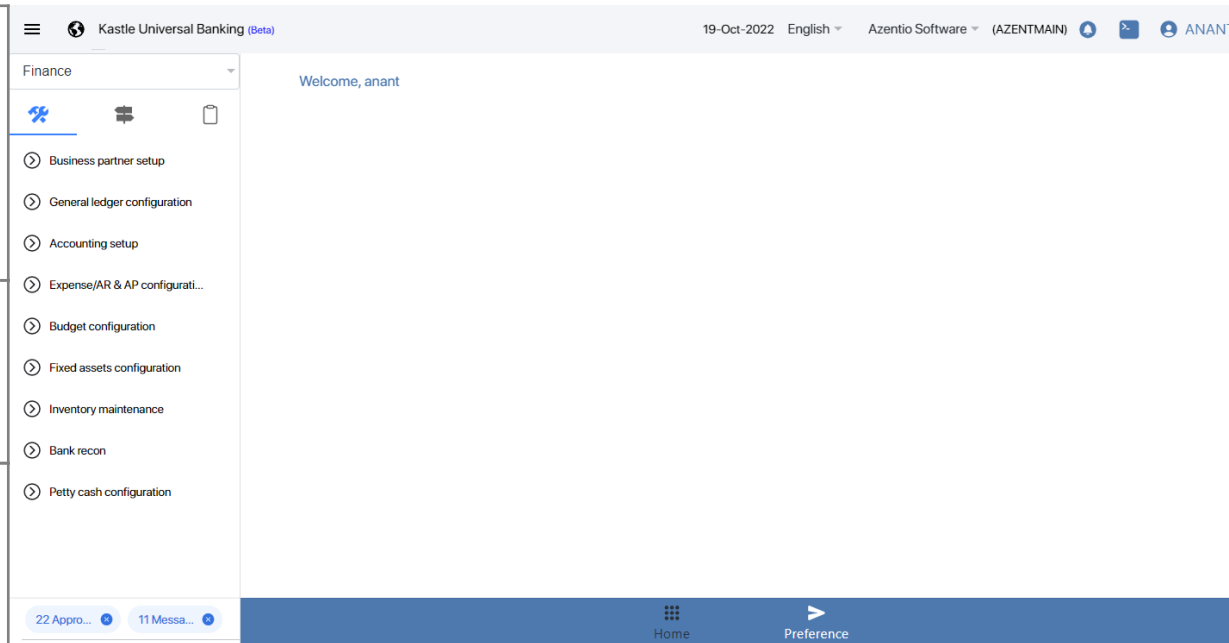 Kastle Universal Banking (Beta)
19-Oct-2022 English Azentio Software (AZENTMAIN) ANANT
Finance
Welcome, anant
Business partner setup
General ledger configuration
Accounting setup
Expense/AR & AP configurati...
Budget configuration
Fixed assets configuration
Inventory maintenance
Bank recon
Petty cash configuration
22 Appro... 11 Messa...
Home Preference